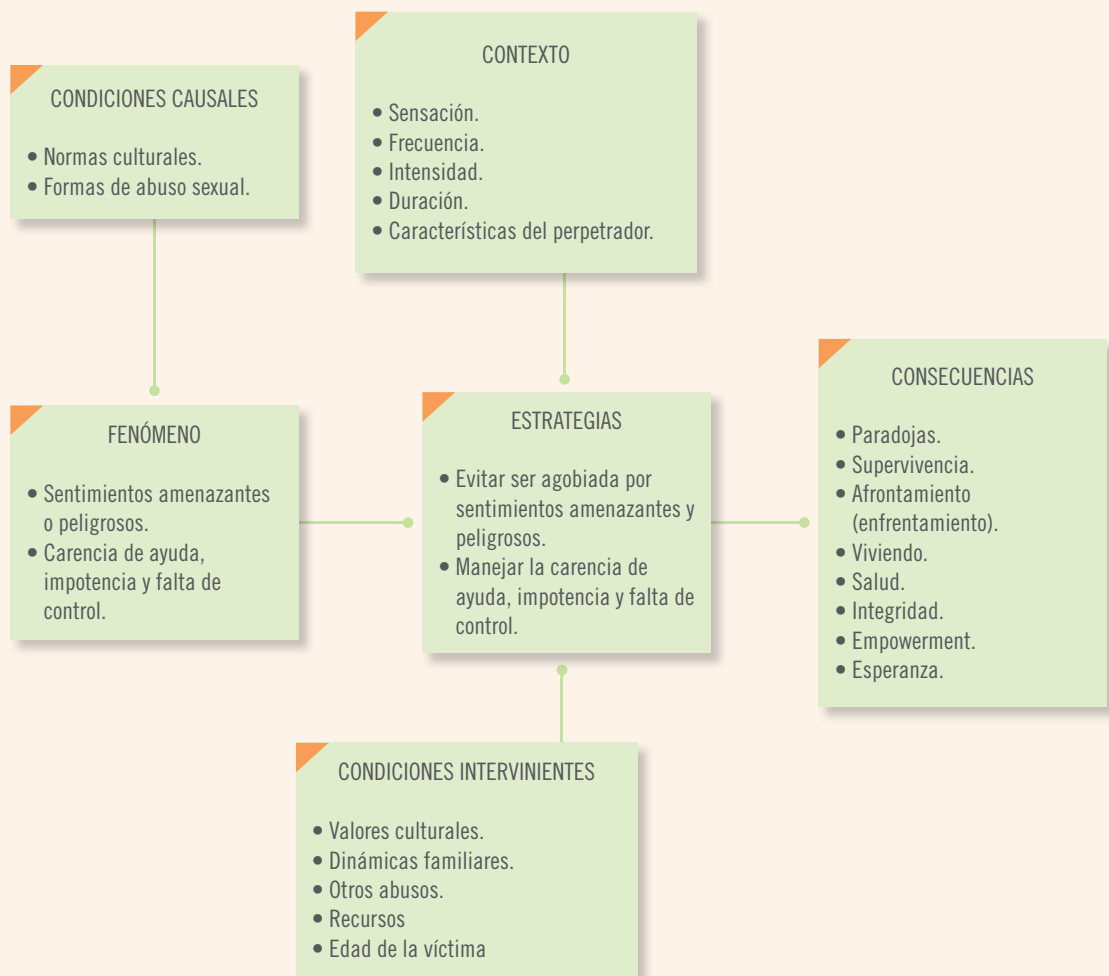 CONDICIONES CAUSALES
• Normas culturales.
• Formas de abuso sexual.
CONTEXTO
• Sensación.
• Frecuencia.
• Intensidad.
• Duración.
• Características del perpetrador.
FENÓMENO
• Sentimientos amenazantes
o peligrosos.
• Carencia de ayuda,
impotencia y falta de
control.
ESTRATEGIAS
• Evitar ser agobiada por
sentimientos amenazantes y
peligrosos.
• Manejar la carencia de
ayuda, impotencia y falta de
control.
CONSECUENCIAS
• Paradojas.
• Supervivencia.
• Afrontamiento
(enfrentamiento).
• Viviendo.
• Salud.
• Integridad.
• Empowerment.
• Esperanza.
CONDICIONES INTERVINIENTES
• Valores culturales.
• Dinámicas familiares.
• Otros abusos.
• Recursos
• Edad de la víctima